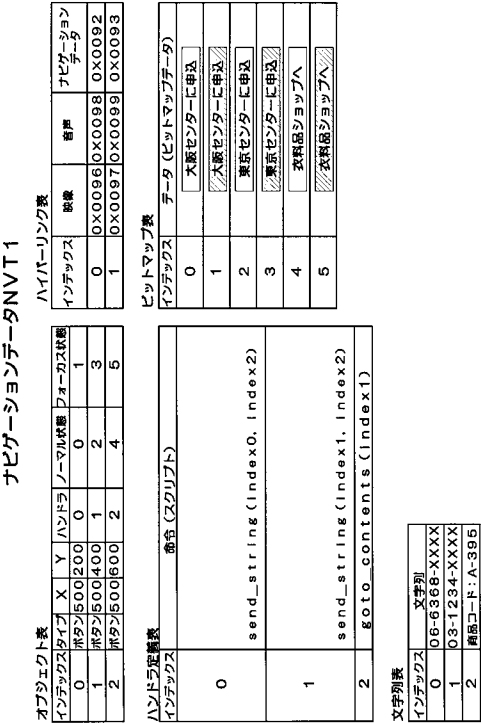 ナビゲーションデータNVT1
オブジェクト表
インデックス タイプ X Y ハンドラ ノーマル状態 フォーカス状態
0 ボタン 500 200 0 0 1
1 ボタン 500 400 1 2 3
2 ボタン 500 600 2 4 5
ハンドラ定義表
インデックス 命令(スクリプト)
0 send_string(index0, index2)
1 send_string(index1, index2)
2 goto_contents(index1)
文字列表
インデックス 文字列
0 06-6368-XXXX
1 03-1234-XXXX
2 商品コード:A-395
ハイパーリンク表
インデックス 映像 音声 ナビゲーションデータ
0 0X0096 0X0098 0X0092
1 0X0097 0X0099 0X0093
ビットマップ表
インデックス データ(ビットマップデータ)
0 大阪センターに申込
1 大阪センターに申込
2 東京センターに申込
3 東京センターに申込
4 衣料品ショップへ
5 衣料品ショップへ